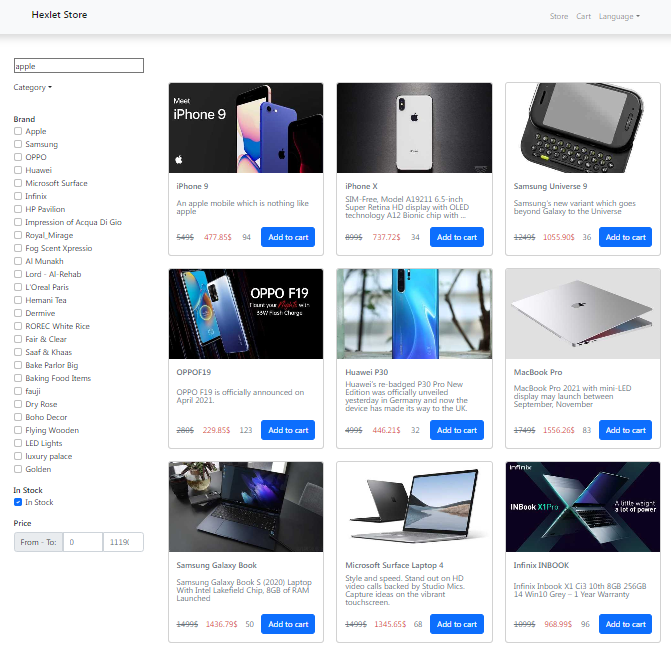 Hexlet Store
Store
Cart
Language
apple
Category
Brand
Apple
Samsung
OPPO
Huawei
Microsoft Surface
Infinix
HP Pavilion
Impression of Acqua Di Gio
Royal_Mirage
Fog Scent Xpressio
Al Munakh
Lord - Al-Rehab
L'Oreal Paris
Hemani Tea
Dermive
ROREC White Rice
Fair & Clear
Saaf & Khaas
Bake Parlor Big
Baking Food Items
fauji
Dry Rose
Boho Decor
Flying Wooden
LED Lights
luxury palace
Golden
In Stock
In Stock
Price
From - To:
0
1119
Meet
iPhone 9
iPhone 9
An apple mobile which is nothing like
apple
549$ 477.85$ 94 Add to cart
iPhone X
SIM-Free, Model A19211 6.5-inch
Super Retina HD display with OLED
technology A12 Bionic chip with ...
899$ 737.72$ 34 Add to cart
Samsung Universe 9
Samsung's new variant which goes
beyond Galaxy to the Universe
1249$ 1055.90$ 36 Add to cart
OPPO F19
Flaunt your Nights with
33W Flash Charge
OPPOF19
OPPO F19 is officially announced on
April 2021.
280$ 229.85$ 123 Add to cart
Huawei P30
Huawei's re-badged P30 Pro New
Edition was officially unveiled
yesterday in Germany and now the
device has made its way to the UK.
499$ 446.21$ 32 Add to cart
MacBook Pro
MacBook Pro 2021 with mini-LED
display may launch between
September, November
1749$ 1556.26$ 83 Add to cart
Samsung Galaxy Book
Samsung Galaxy Book S (2020) Laptop
With Intel Lakefield Chip, 8GB of RAM
Launched
1499$ 1436.79$ 50 Add to cart
Microsoft Surface Laptop 4
Style and speed. Stand out on HD
video calls backed by Studio Mics.
Capture ideas on the vibrant
touchscreen.
1499$ 1345.65$ 68 Add to cart
Infinix
INBook X1Pro
A little weight,
a lot of power
Infinix INBOOK
Infinix Inbook X1 Ci3 10th 8GB 256GB
14 Win10 Grey – 1 Year Warranty
1099$ 968.99$ 96 Add to cart